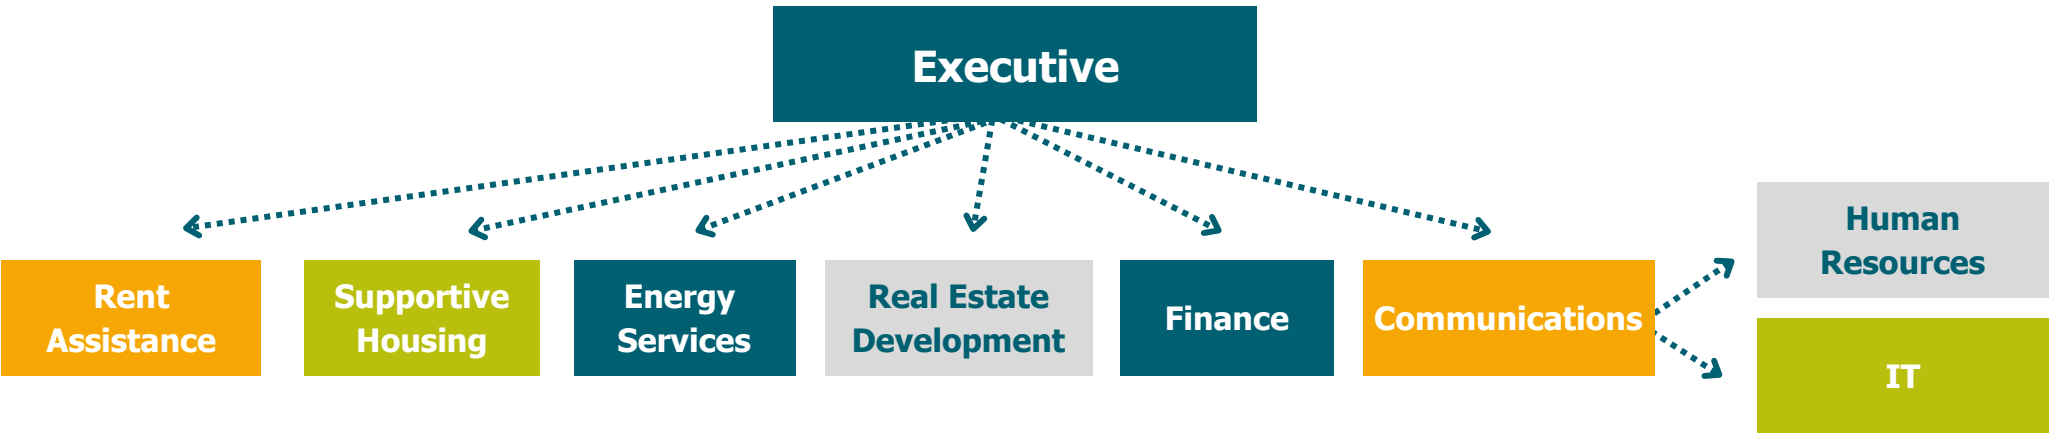 Executive
Rent
Assistance
Supportive
Housing
Energy
Services
Real Estate
Development
Finance
Communications
Human
Resources
IT